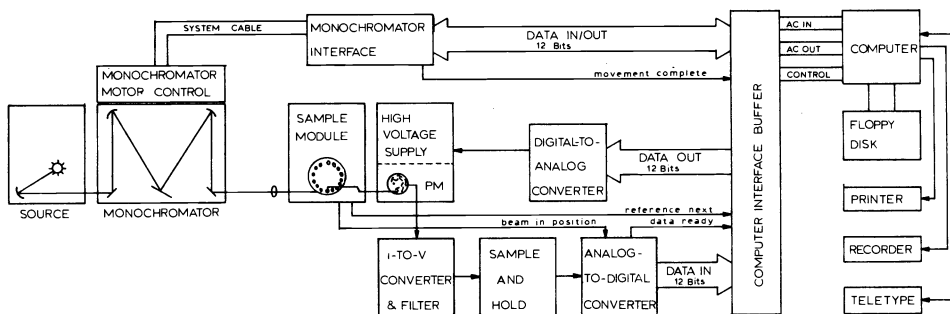 SYSTEM CABLE
MONOCHROMATOR
INTERFACE
DATA IN/OUT
12 Bits
movement complete
AC IN
AC OUT
CONTROL
COMPUTER
MONOCHROMATOR
MOTOR CONTROL
SAMPLE
MODULE
HIGH
VOLTAGE
SUPPLY
PM
DIGITAL-TO-
ANALOG
CONVERTER
DATA OUT
12 Bits
COMPUTER INTERFACE BUFFER
FLOPPY
DISK
SOURCE
MONOCHROMATOR
PRINTER
reference next
beam in position
data ready
i-TO-V
CONVERTER
& FILTER
SAMPLE
AND
HOLD
ANALOG-
TO-DIGITAL
CONVERTER
DATA IN
12 Bits
RECORDER
TELETYPE